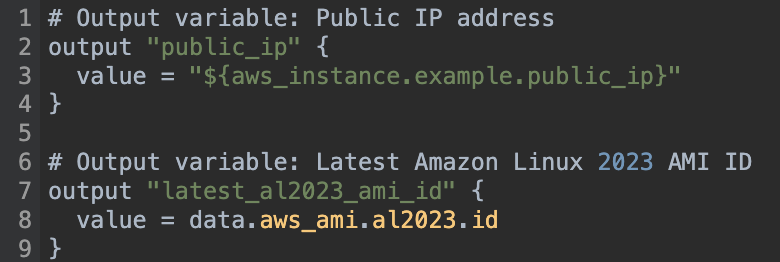 1 # Output variable: Public IP address
2 output "public_ip" {
3   value = "${aws_instance.example.public_ip}"
4 }
5
6 # Output variable: Latest Amazon Linux 2023 AMI ID
7 output "latest_al2023_ami_id" {
8   value = data.aws_ami.al2023.id
9 }